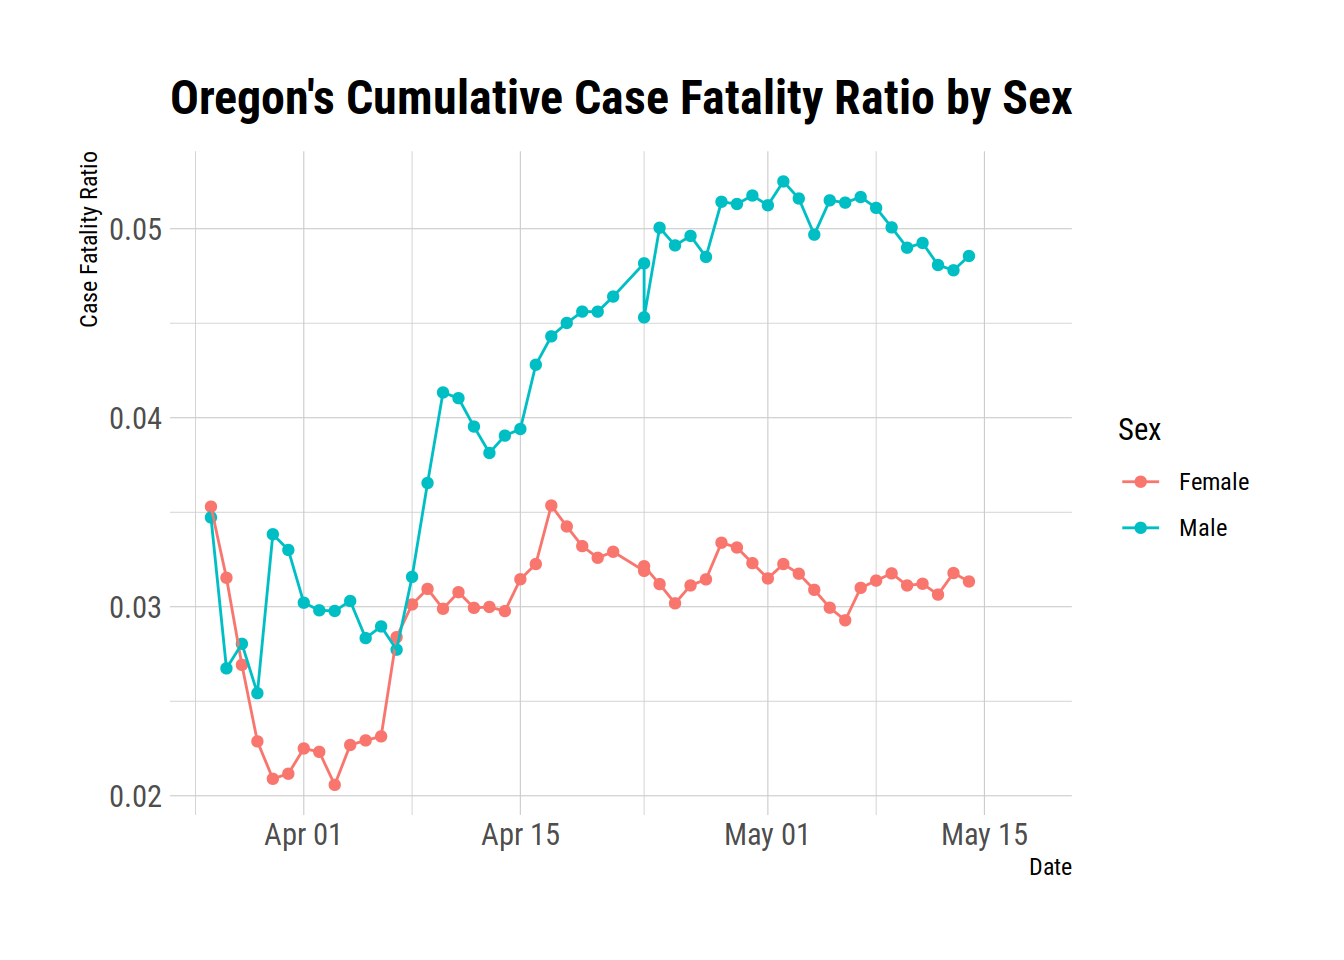 Oregon's Cumulative Case Fatality Ratio by Sex
Case Fatality Ratio
0.05
0.04
0.03
0.02
Apr 01
Apr 15
May 01
May 15
Date
Sex
Female
Male